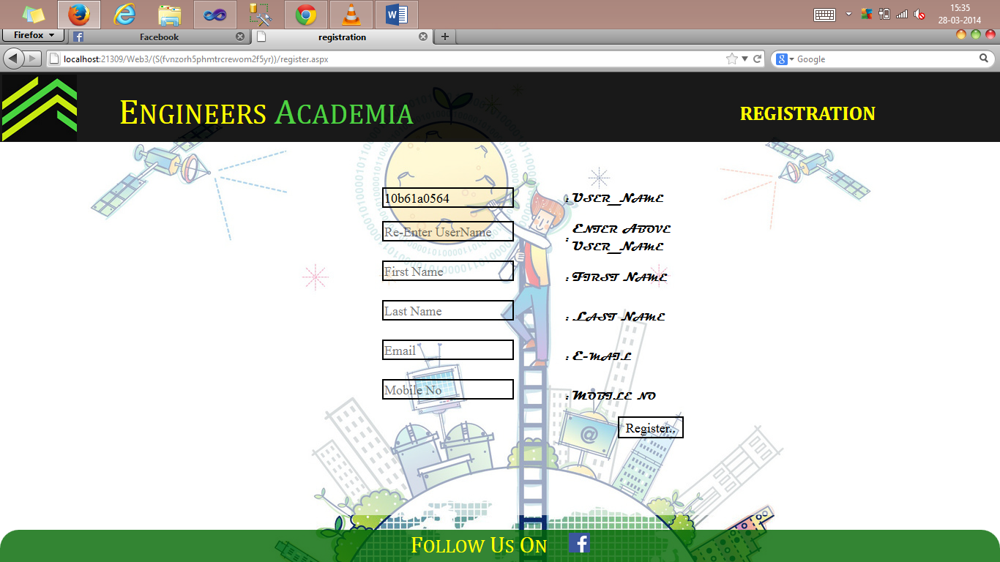 15:35
28-03-2014
Firefox
Facebook
registration
localhost:21309/Web3/(S(fvnzorh5phmtrcrewom2f5yr))/register.aspx
Google
ENGINEERS ACADEMIA
REGISTRATION
10b61a0564 : USER_NAME
Re-Enter UserName : ENTER ABOVE
USER_NAME
First Name : FIRST NAME
Last Name : LAST NAME
Email : E-MAIL
Mobile No : MOBILE NO
@
Register..
FOLLOW US ON f